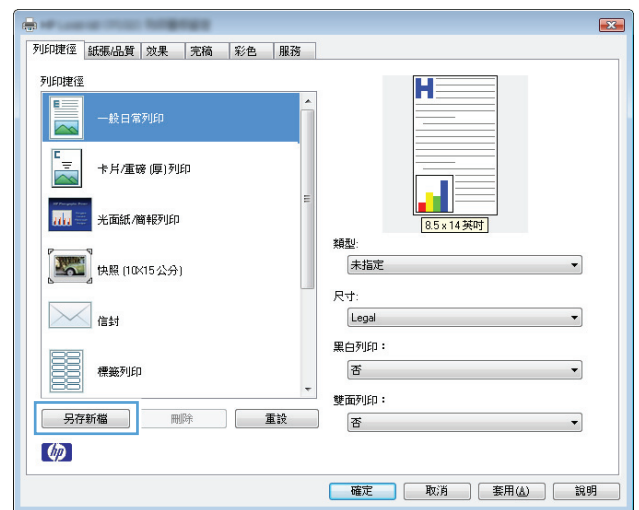 列印捷徑 紙張/品質 效果 完稿 彩色 服務
列印捷徑
一般日常列印
卡片/重磅 (厚) 列印
光面紙/簡報列印
快照 (10X15 公分)
信封
標籤列印
另存新檔 刪除 重設
8.5 x 14 英吋
類型:
未指定
尺寸:
Legal
黑白列印：
否
雙面列印：
否
hp
確定 取消 套用(A) 說明